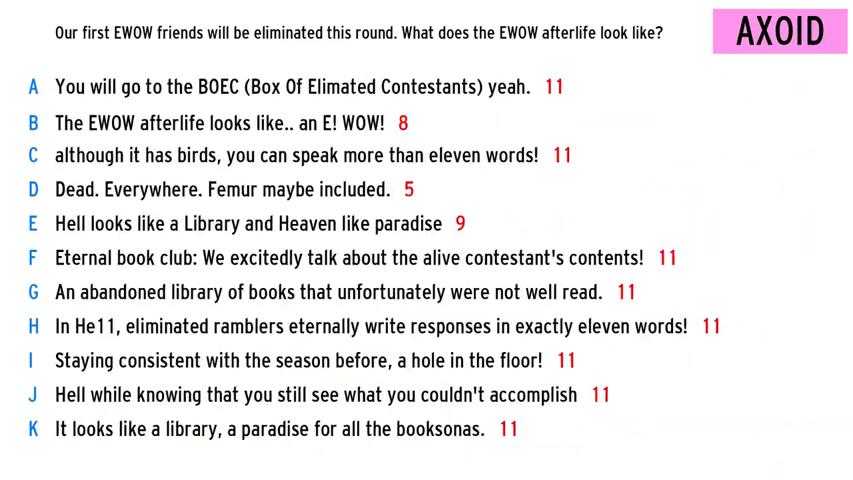 Our first EWOW friends will be eliminated this round. What does the EWOW afterlife look like?
AXOID
A You will go to the BOEC (Box Of Elimated Contestants) yeah. 11
B The EWOW afterlife looks like.. an E! WOW! 8
C although it has birds, you can speak more than eleven words! 11
D Dead. Everywhere. Femur maybe included. 5
E Hell looks like a Library and Heaven like paradise 9
F Eternal book club: We excitedly talk about the alive contestant's contents! 11
G An abandoned library of books that unfortunately were not well read. 11
H In He11, eliminated ramblers eternally write responses in exactly eleven words! 11
I Staying consistent with the season before, a hole in the floor! 11
J Hell while knowing that you still see what you couldn't accomplish 11
K It looks like a library, a paradise for all the booksonas. 11